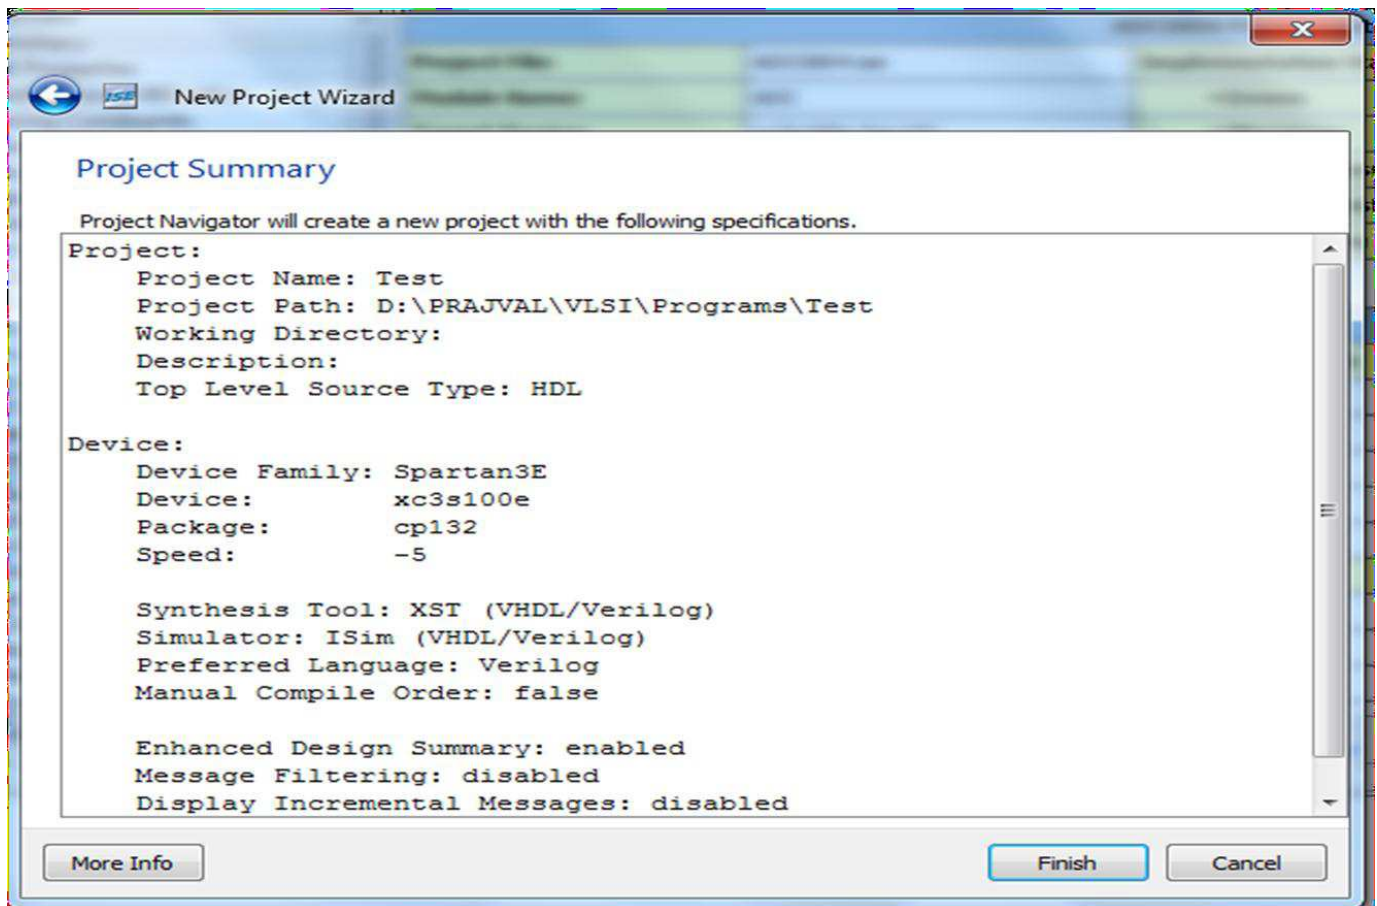 ISE New Project Wizard
Project Summary
Project Navigator will create a new project with the following specifications.
Project:
Project Name: Test
Project Path: D:\PRAJVAL\VLSI\Programs\Test
Working Directory:
Description:
Top Level Source Type: HDL
Device:
Device Family: Spartan3E
Device: xc3s100e
Package: cp132
Speed: -5
Synthesis Tool: XST (VHDL/Verilog)
Simulator: ISim (VHDL/Verilog)
Preferred Language: Verilog
Manual Compile Order: false
Enhanced Design Summary: enabled
Message Filtering: disabled
Display Incremental Messages: disabled
More Info Finish Cancel